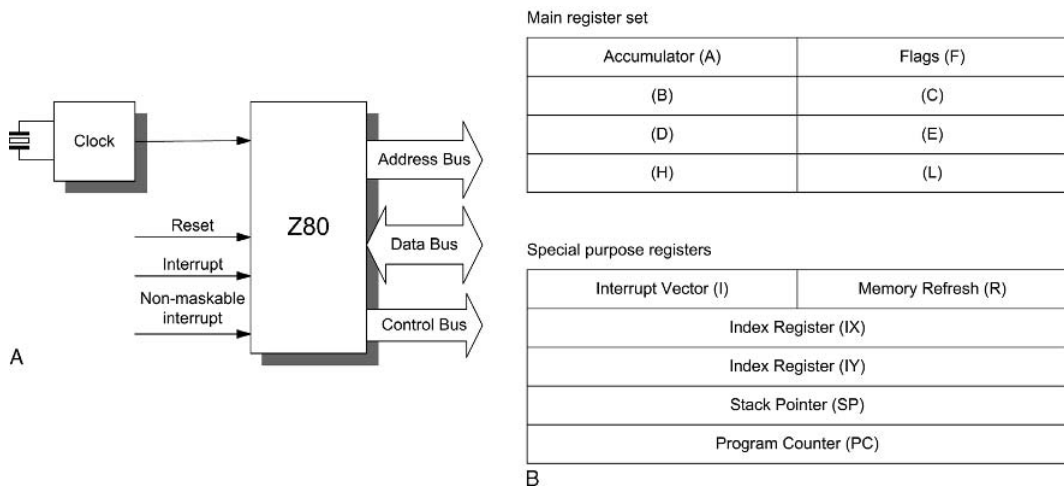 Clock
Reset
Interrupt
Non-maskable
interrupt
Z80
Address Bus
Data Bus
Control Bus
A
Main register set
Accumulator (A) Flags (F)
(B) (C)
(D) (E)
(H) (L)
Special purpose registers
Interrupt Vector (I) Memory Refresh (R)
Index Register (IX)
Index Register (IY)
Stack Pointer (SP)
Program Counter (PC)
B